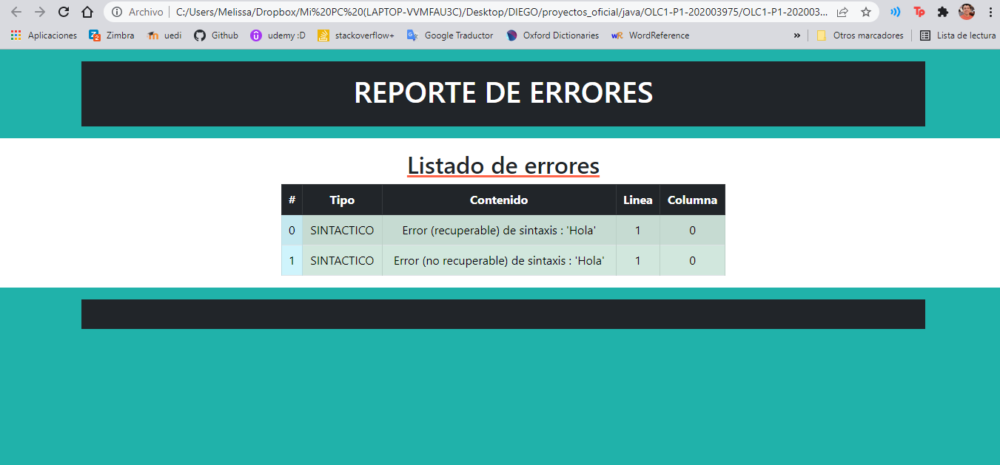 Archivo C:/Users/Melissa/Dropbox/Mi%20PC%20(LAPTOP-VVMFAU3C)/Desktop/DIEGO/proyectos_oficial/java/OLC1-P1-202003975/OLC1-P1-202003...
Aplicaciones Zimbra uedi Github udemy :D stackoverflow+ Google Traductor Oxford Dictionaries WordReference » Otros marcadores Lista de lectura
REPORTE DE ERRORES
Listado de errores
# Tipo Contenido Linea Columna
0 SINTACTICO Error (recuperable) de sintaxis : 'Hola' 1 0
1 SINTACTICO Error (no recuperable) de sintaxis : 'Hola' 1 0